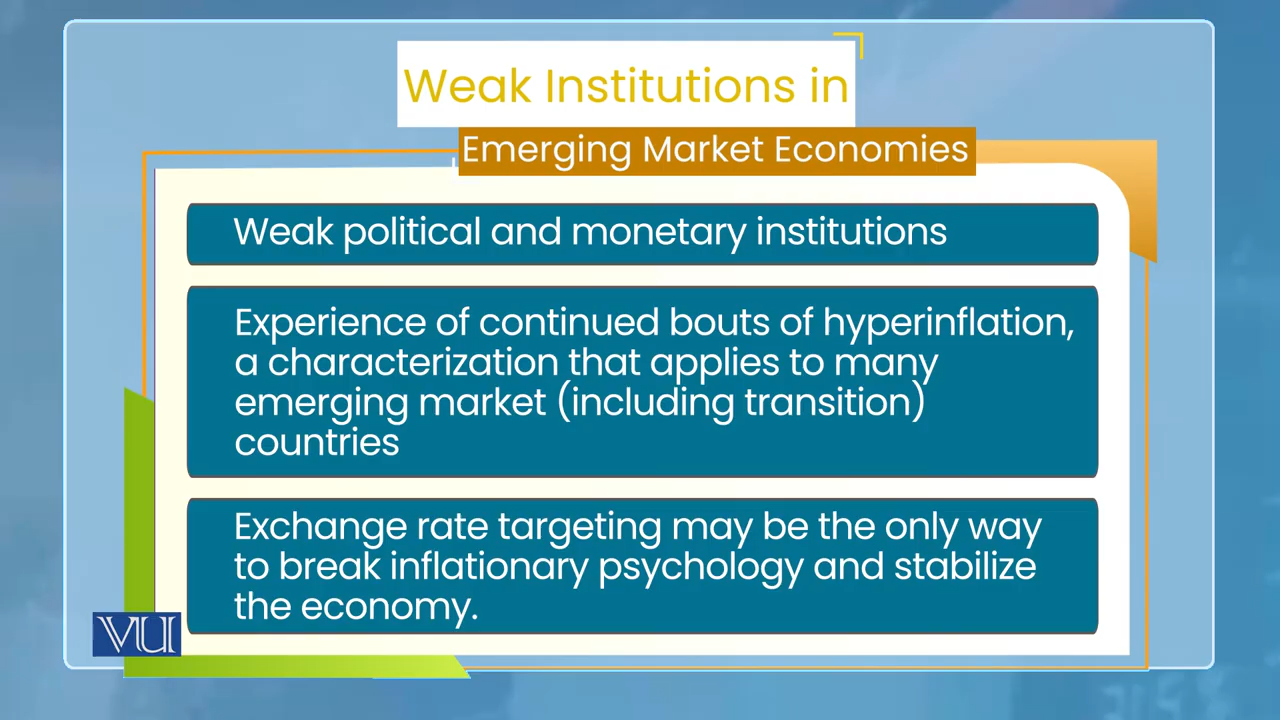 Weak Institutions in
Emerging Market Economies
Weak political and monetary institutions
Experience of continued bouts of hyperinflation,
a characterization that applies to many
emerging market (including transition)
countries
Exchange rate targeting may be the only way
to break inflationary psychology and stabilize
the economy.
VU